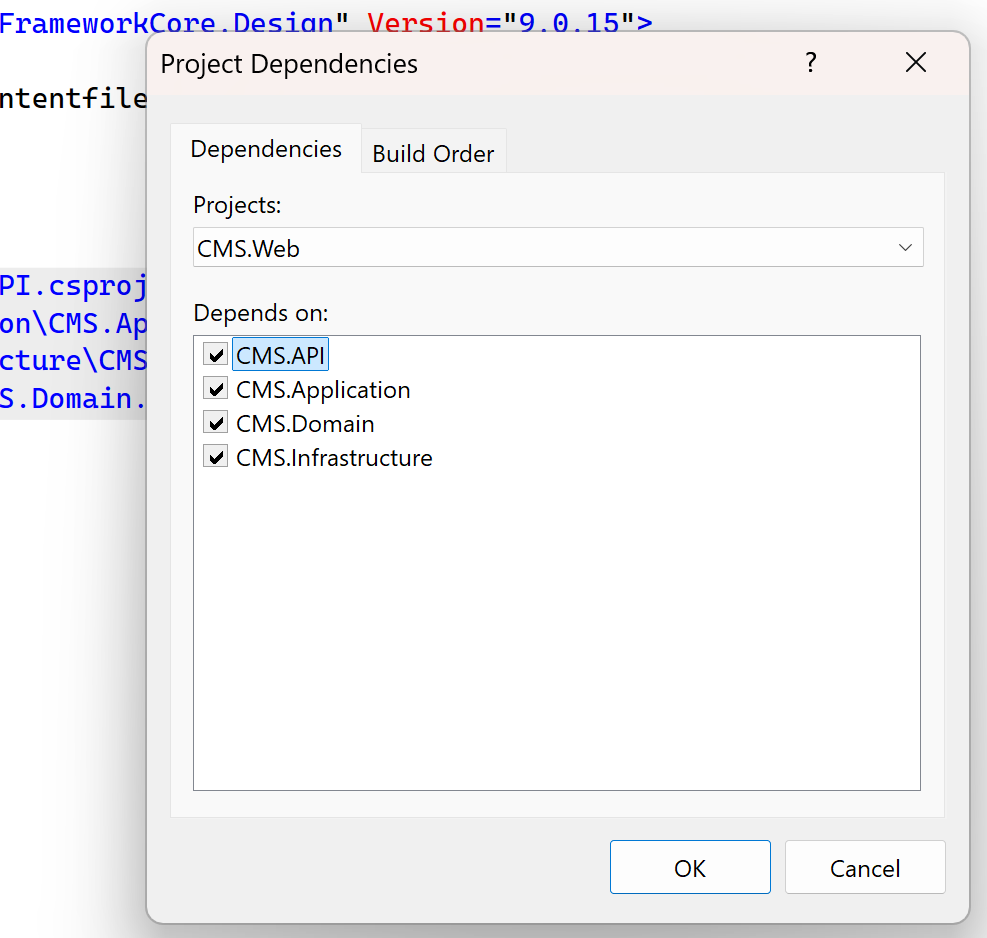 FrameworkCore.Design" Version="9.0.15">
Project Dependencies
?
ntentfile
Dependencies
Build Order
Projects:
CMS.Web
PI.csproj
on\CMS.Ap
cture\CMS
S.Domain.
Depends on:
CMS.API
CMS.Application
CMS.Domain
CMS.Infrastructure
OK
Cancel